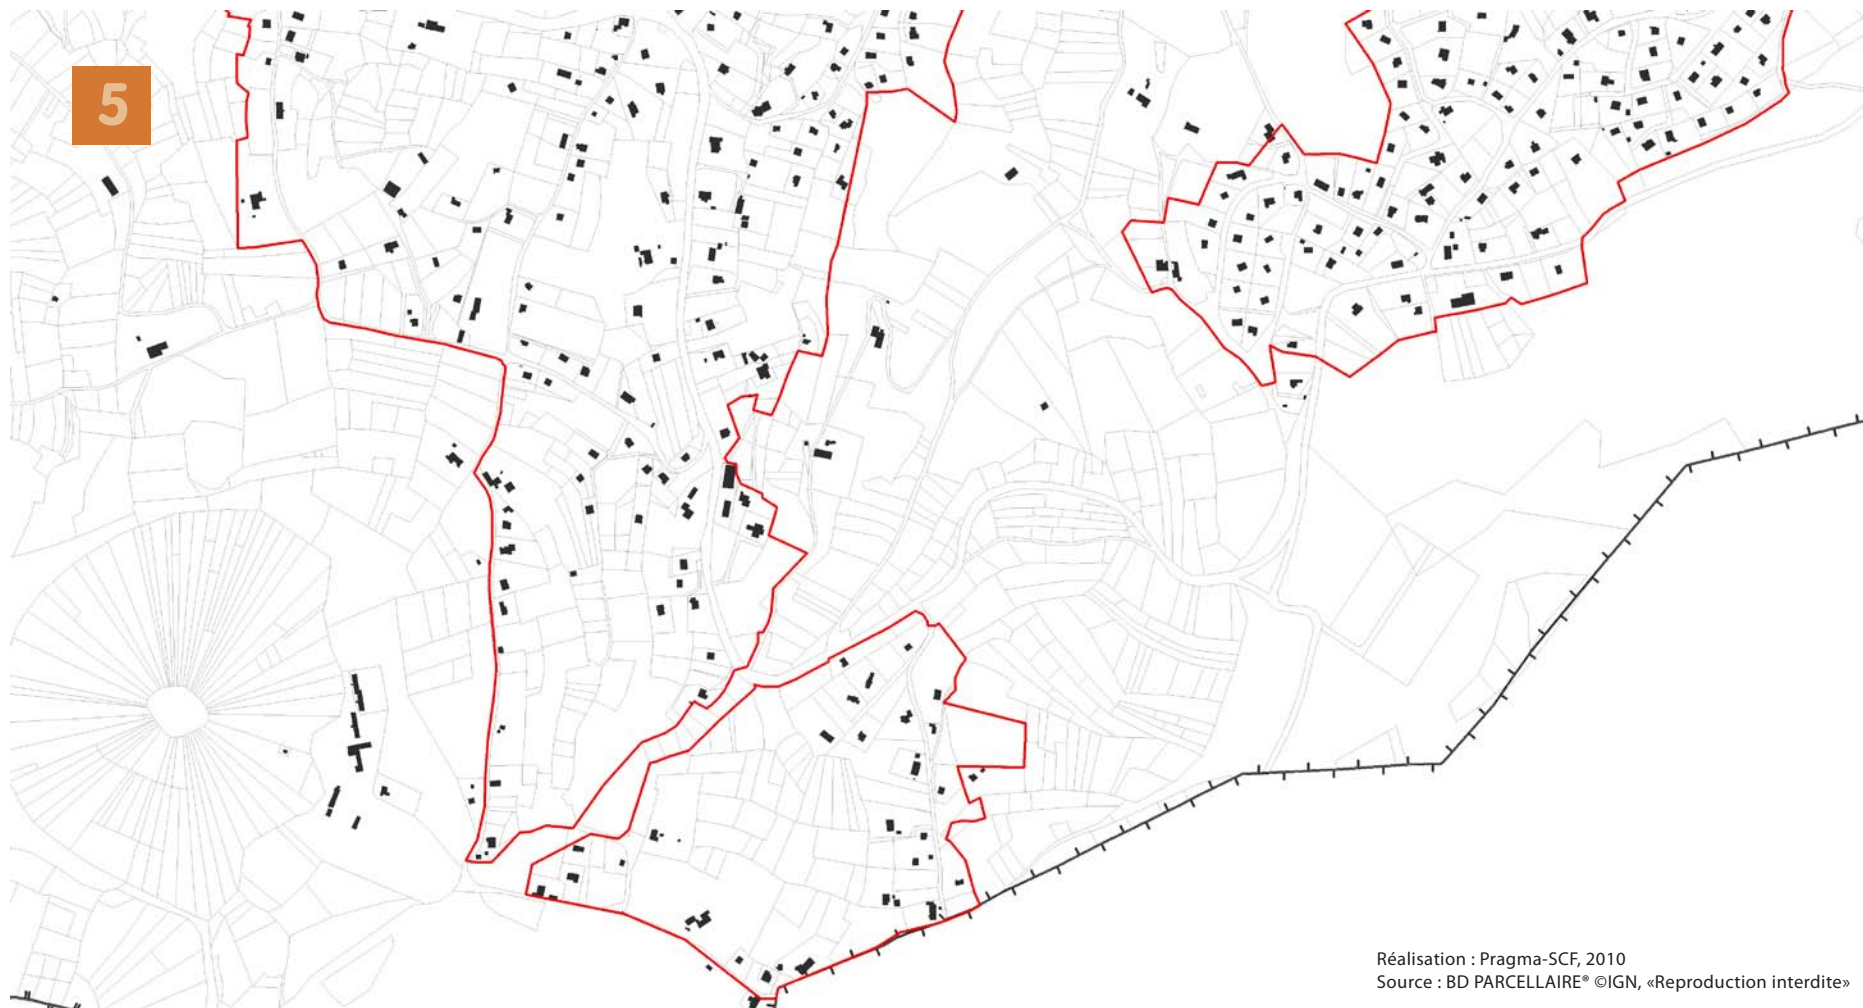 5
Réalisation : Pragma-SCF, 2010
Source : BD PARCELLAIRE® ©IGN, «Reproduction interdite»